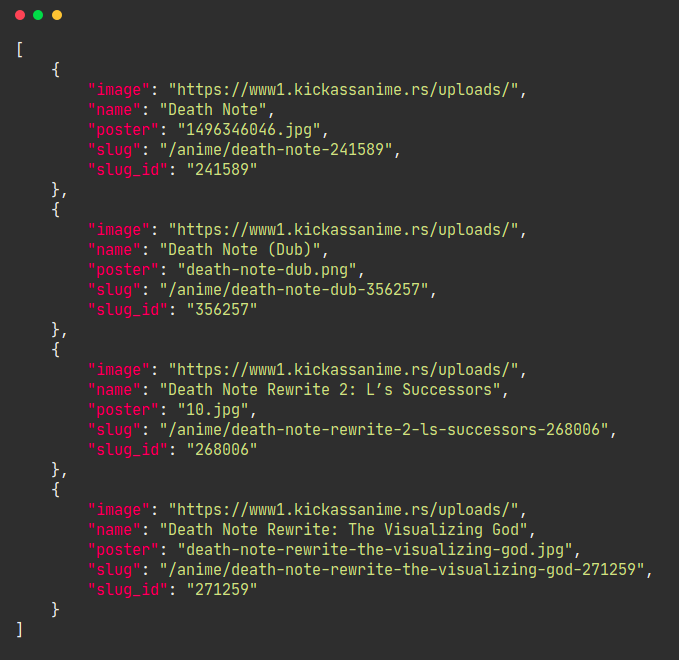 [
    {
        "image": "https://www1.kickassanime.rs/uploads/",
        "name": "Death Note",
        "poster": "1496346046.jpg",
        "slug": "/anime/death-note-241589",
        "slug_id": "241589"
    },
    {
        "image": "https://www1.kickassanime.rs/uploads/",
        "name": "Death Note (Dub)",
        "poster": "death-note-dub.png",
        "slug": "/anime/death-note-dub-356257",
        "slug_id": "356257"
    },
    {
        "image": "https://www1.kickassanime.rs/uploads/",
        "name": "Death Note Rewrite 2: L’s Successors",
        "poster": "10.jpg",
        "slug": "/anime/death-note-rewrite-2-ls-successors-268006",
        "slug_id": "268006"
    },
    {
        "image": "https://www1.kickassanime.rs/uploads/",
        "name": "Death Note Rewrite: The Visualizing God",
        "poster": "death-note-rewrite-the-visualizing-god.jpg",
        "slug": "/anime/death-note-rewrite-the-visualizing-god-271259",
        "slug_id": "271259"
    }
]